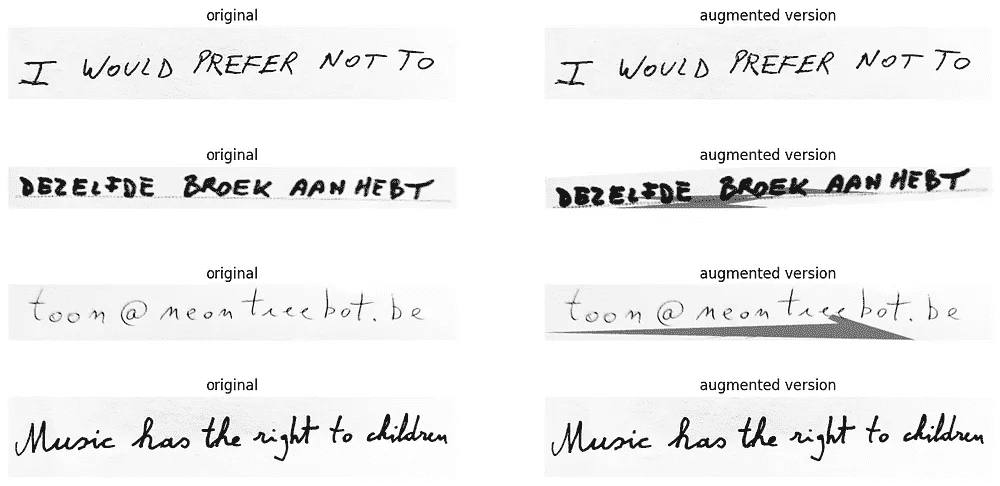 original augmented version
I WOULD PREFER NOT TO I WOULD PREFER NOT TO
original augmented version
DEZELFDE BROEK AAN HEBT DEZELFDE BROEK AAN HEBT
original augmented version
toon@neontreebot.be toon@neontreebot.be
original augmented version
Music has the right to children Music has the right to children